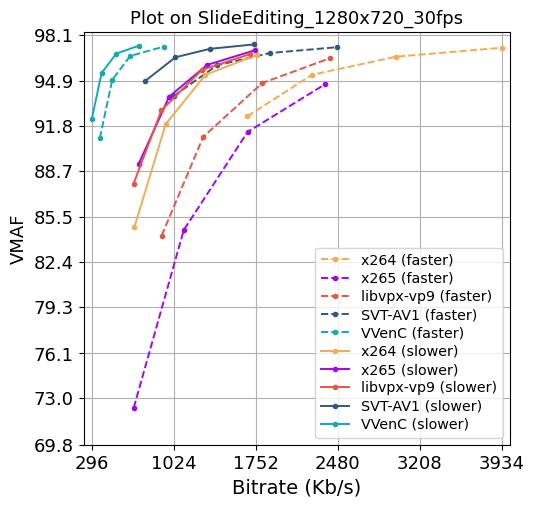 Plot on SlideEditing_1280x720_30fps
98.1
94.9
91.8
88.7
85.5
82.4
79.3
76.1
73.0
69.8
VMAF
x264 (faster)
x265 (faster)
libvpx-vp9 (faster)
SVT-AV1 (faster)
VVenC (faster)
x264 (slower)
x265 (slower)
libvpx-vp9 (slower)
SVT-AV1 (slower)
VVenC (slower)
296 1024 1752 2480 3208 3934
Bitrate (Kb/s)